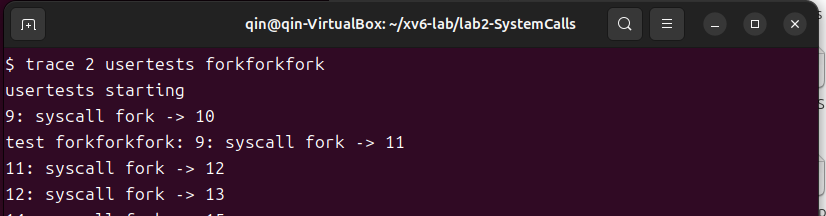 qin@qin-VirtualBox: ~/xv6-lab/lab2-SystemCalls
$ trace 2 usertests forkforkfork
usertests starting
9: syscall fork -> 10
test forkforkfork: 9: syscall fork -> 11
11: syscall fork -> 12
12: syscall fork -> 13